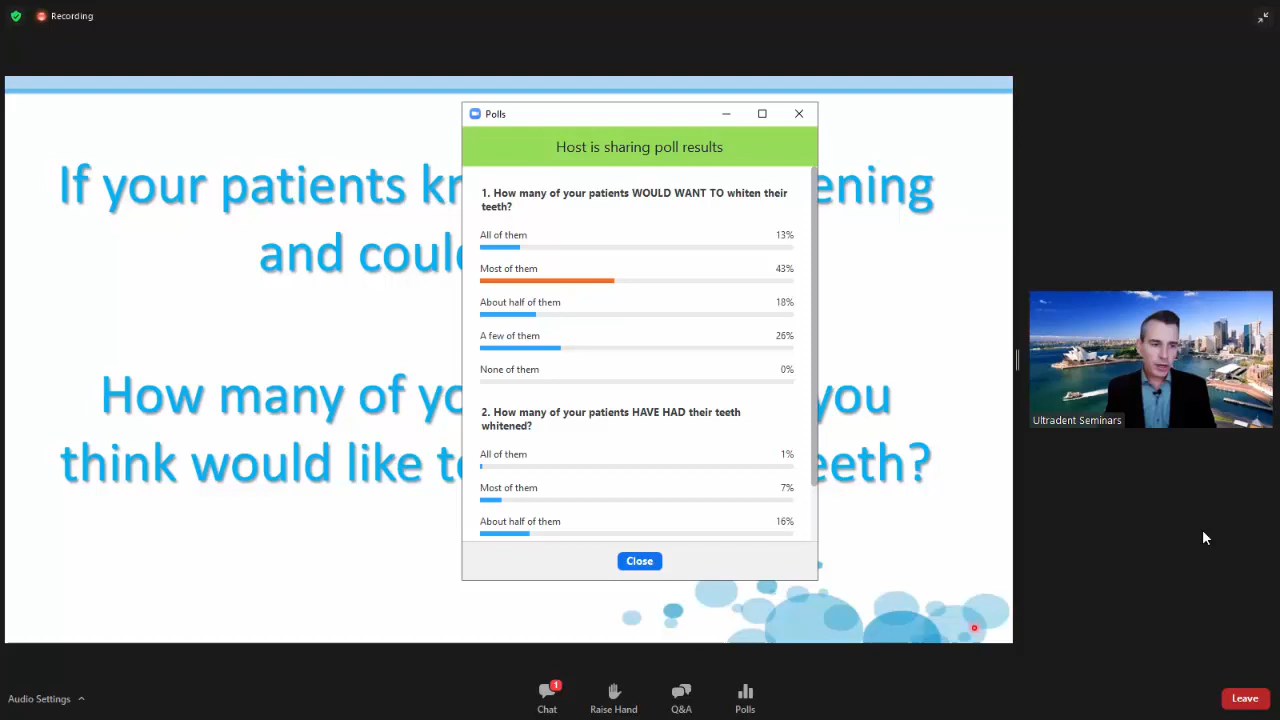 Recording
If your patients
ening
and
How many of
you
think would like
eeth?
Polls
Host is sharing poll results
1. How many of your patients WOULD WANT TO whiten their
teeth?
All of them 13%
Most of them 43%
About half of them 18%
A few of them 26%
None of them 0%
2. How many of your patients HAVE HAD their teeth
whitened?
All of them 1%
Most of them 7%
About half of them 16%
Close
Ultradent Seminars
Audio Settings
1
Chat
Raise Hand
Q&A
Polls
Leave